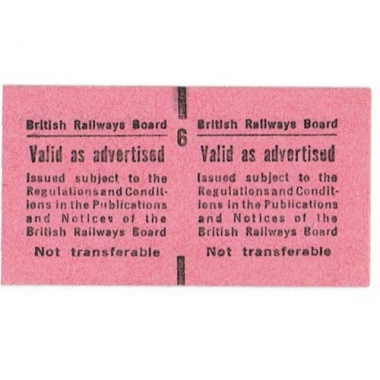 British Railways Board
Valid as advertised
Issued subject to the
Regulations and Condit-
ions in the Publications
and Notices of the
British Railways Board
Not transferable
6
British Railways Board
Valid as advertised
Issued subject to the
Regulations and Condit-
ions in the Publications
and Notices of the
British Railways Board
Not transferable